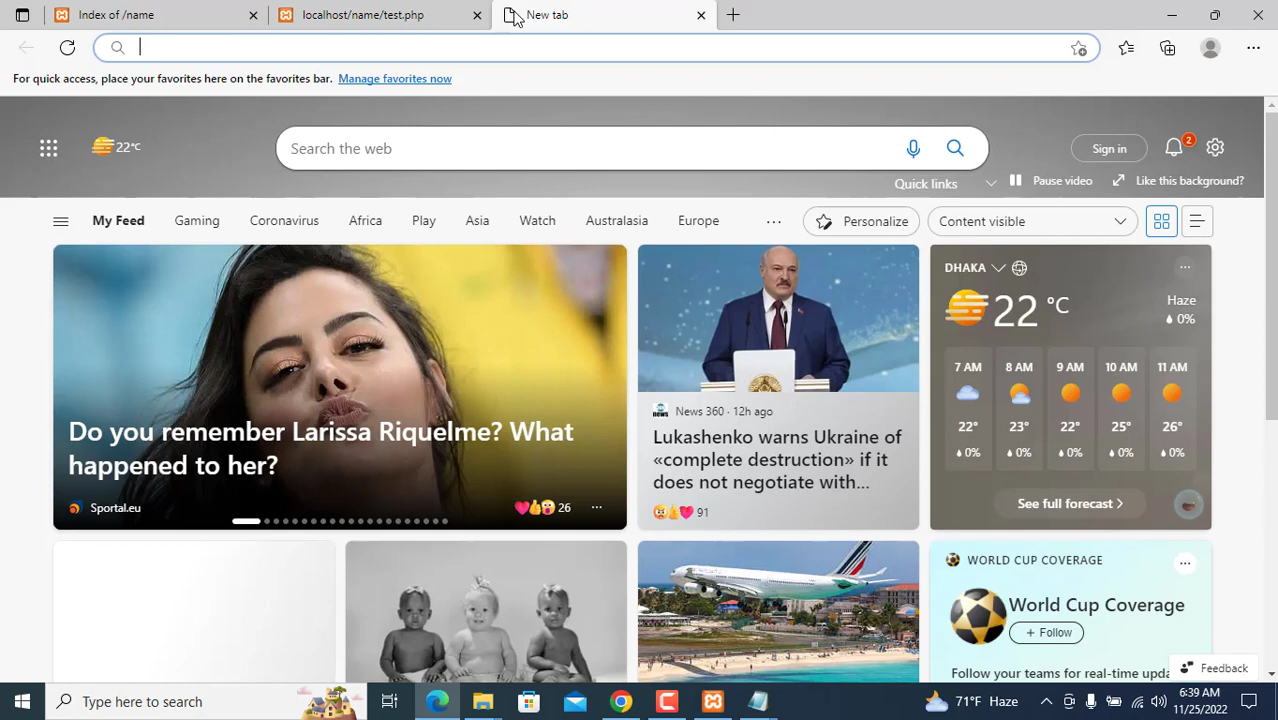 Index of /name
localhost/name/test.php
New tab
For quick access, place your favorites here on the favorites bar. Manage favorites now
22°C
Search the web
Sign in
2
Quick links
Pause video
Like this background?
My Feed
Gaming
Coronavirus
Africa
Play
Asia
Watch
Australasia
Europe
...
Personalize
Content visible
Do you remember Larissa Riquelme? What
happened to her?
Sportal.eu
26
News 360 · 12h ago
Lukashenko warns Ukraine of
«complete destruction» if it
does not negotiate with...
91
DHAKA
22 °C
Haze
0%
7 AM 8 AM 9 AM 10 AM 11 AM
22° 23° 22° 25° 26°
0% 0% 0% 0% 0%
See full forecast
WORLD CUP COVERAGE
World Cup Coverage
+ Follow
Follow your teams for real-time upda
Feedback
Type here to search
71°F Haze
6:39 AM
11/25/2022